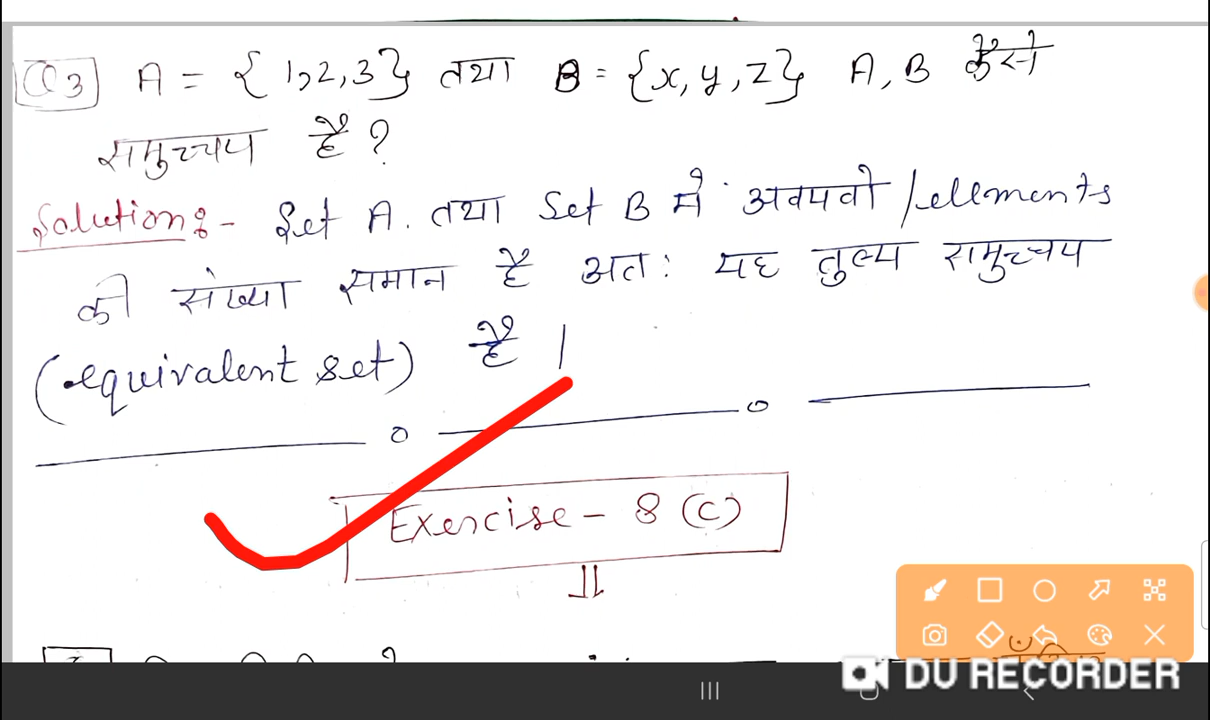 Q3 A = {1,2,3} तथा B = {x, y, z} A, B कैसे
समुच्चय है ?
Solution:- Set A. तथा Set B में अवयवो / ellements
की संख्या समान है अतः यह तुल्य समुच्चय
(equivalent set) है |
Exercise - 8 (c)
DU RECORDER